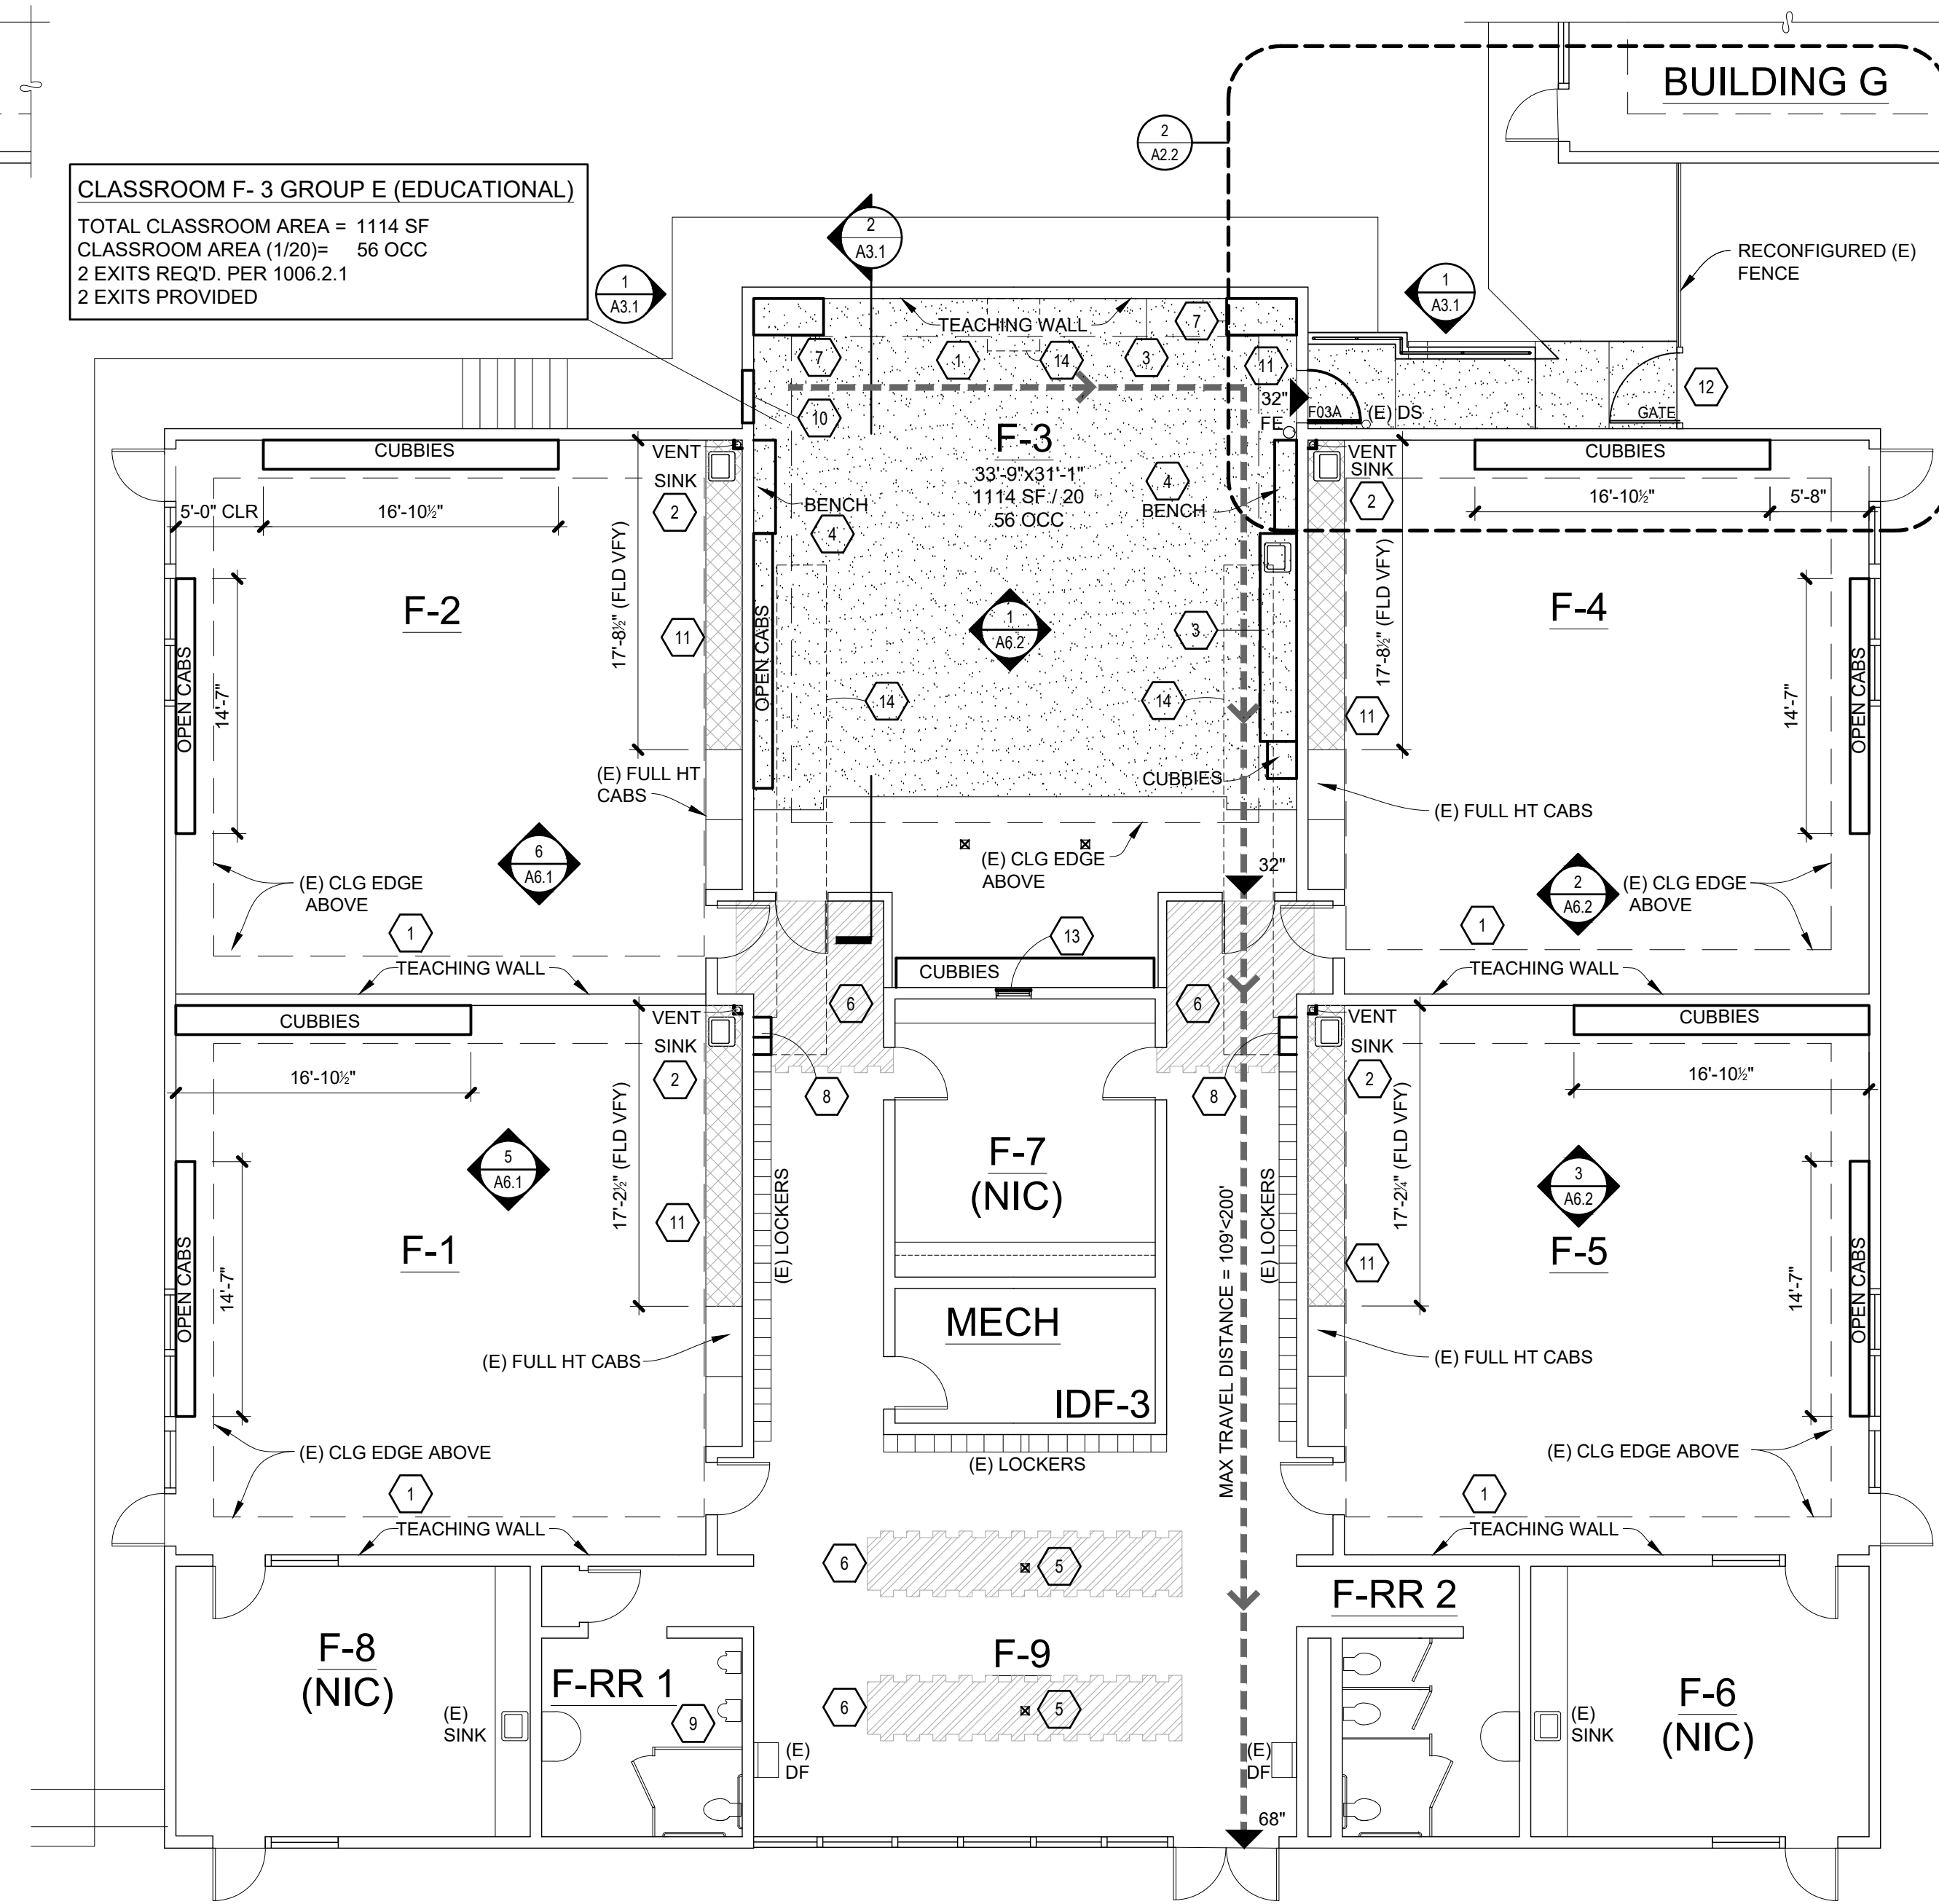 BUILDING G
2
A2.2
CLASSROOM F- 3 GROUP E (EDUCATIONAL)
TOTAL CLASSROOM AREA = 1114 SF
CLASSROOM AREA (1/20)= 56 OCC
2 EXITS REQ'D. PER 1006.2.1
2 EXITS PROVIDED
2
A3.1
1
A3.1
1
A3.1
RECONFIGURED (E)
FENCE
TEACHING WALL
7
7
1
14
3
11
12
10
32"
FE
F03A
(E) DS
GATE
F-3
33'-9"x31'-1"
1114 SF / 20
56 OCC
CUBBIES
VENT
SINK
2
5'-0" CLR
16'-10½"
BENCH
4
4
BENCH
VENT
SINK
2
CUBBIES
16'-10½"
5'-8"
F-2
17'-8½" (FLD VFY)
11
OPEN CABS
14'-7"
OPEN CABS
1
A6.2
3
14
14
17'-8½" (FLD VFY)
11
F-4
14'-7"
OPEN CABS
(E) FULL HT
CABS
CUBBIES
(E) FULL HT CABS
6
A6.1
(E) CLG EDGE
ABOVE
(E) CLG EDGE
ABOVE
32"
2
A6.2
(E) CLG EDGE
ABOVE
1
TEACHING WALL
13
CUBBIES
6
6
1
TEACHING WALL
CUBBIES
VENT
SINK
2
16'-10½"
8
8
VENT
SINK
2
CUBBIES
16'-10½"
17'-2½" (FLD VFY)
5
A6.1
11
F-1
OPEN CABS
14'-7"
(E) LOCKERS
F-7
(NIC)
MAX TRAVEL DISTANCE = 109'<200'
(E) LOCKERS
17'-2¼" (FLD VFY)
11
3
A6.2
F-5
14'-7"
OPEN CABS
MECH
IDF-3
(E) FULL HT CABS
(E) FULL HT CABS
(E) CLG EDGE ABOVE
(E) LOCKERS
(E) CLG EDGE ABOVE
1
TEACHING WALL
1
TEACHING WALL
6
5
F-8
(NIC)
(E)
SINK
F-RR 1
9
F-9
6
5
(E)
DF
(E)
DF
68"
F-RR 2
(E)
SINK
F-6
(NIC)